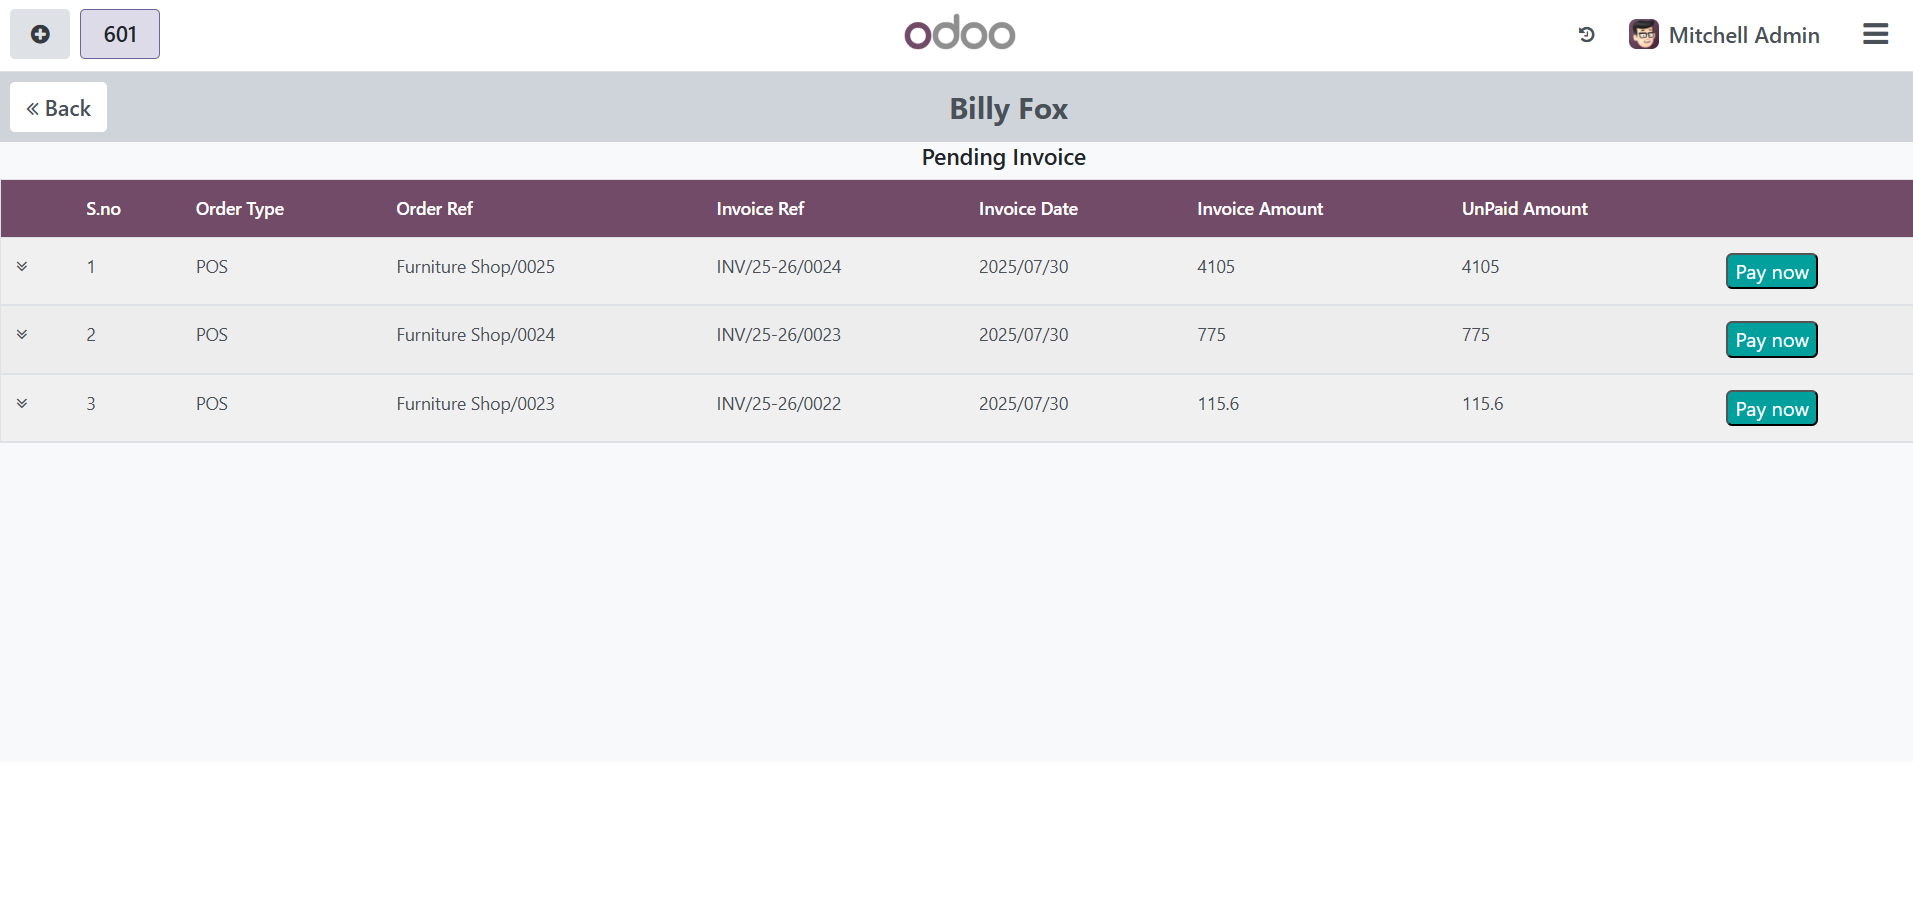 601
odoo
Mitchell Admin
Back
Billy Fox
Pending Invoice
S.no Order Type Order Ref Invoice Ref Invoice Date Invoice Amount UnPaid Amount
1 POS Furniture Shop/0025 INV/25-26/0024 2025/07/30 4105 4105 Pay now
2 POS Furniture Shop/0024 INV/25-26/0023 2025/07/30 775 775 Pay now
3 POS Furniture Shop/0023 INV/25-26/0022 2025/07/30 115.6 115.6 Pay now